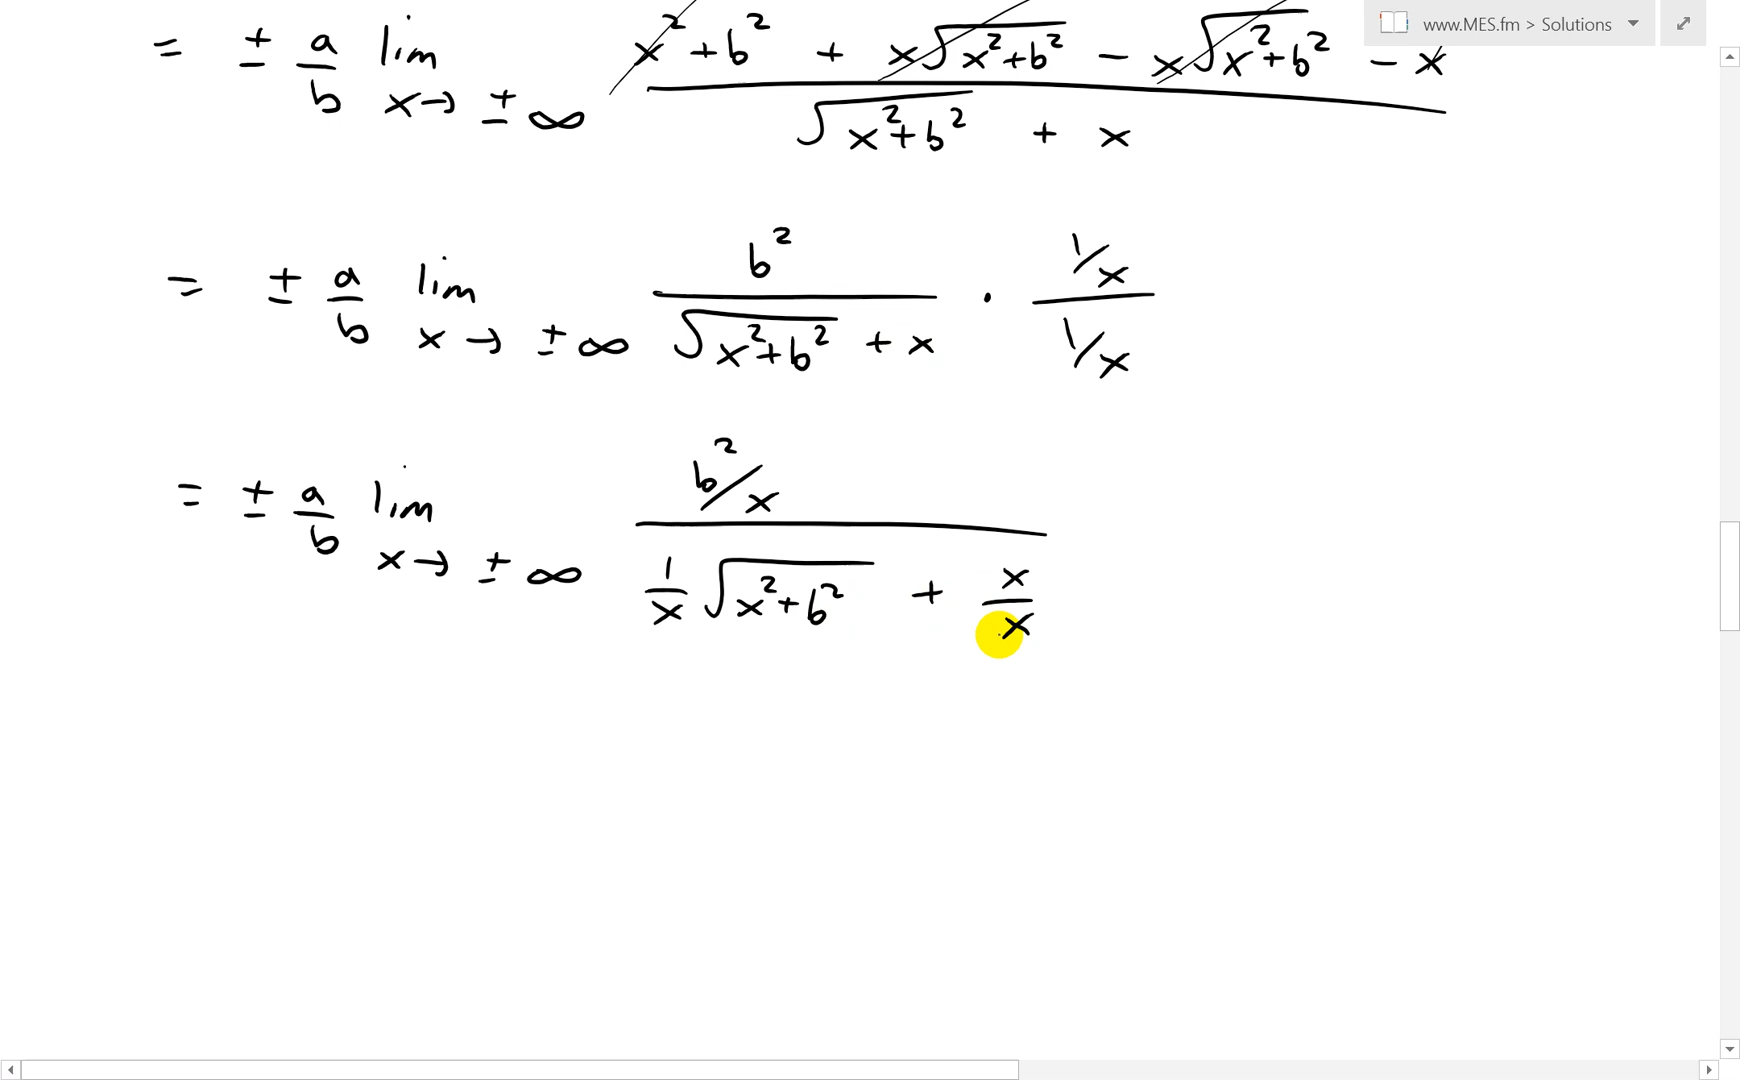 www.MES.fm > Solutions
= ± a/b lim x→±∞ (x² + b² + x√(x²+b²) − x√(x²+b²) − x) / (√(x²+b²) + x)
= ± a/b lim x→±∞ b² / (√(x²+b²) + x) · (1/x) / (1/x)
= ± a/b lim x→±∞ (b²/x) / ((1/x)√(x²+b²) + x/x)